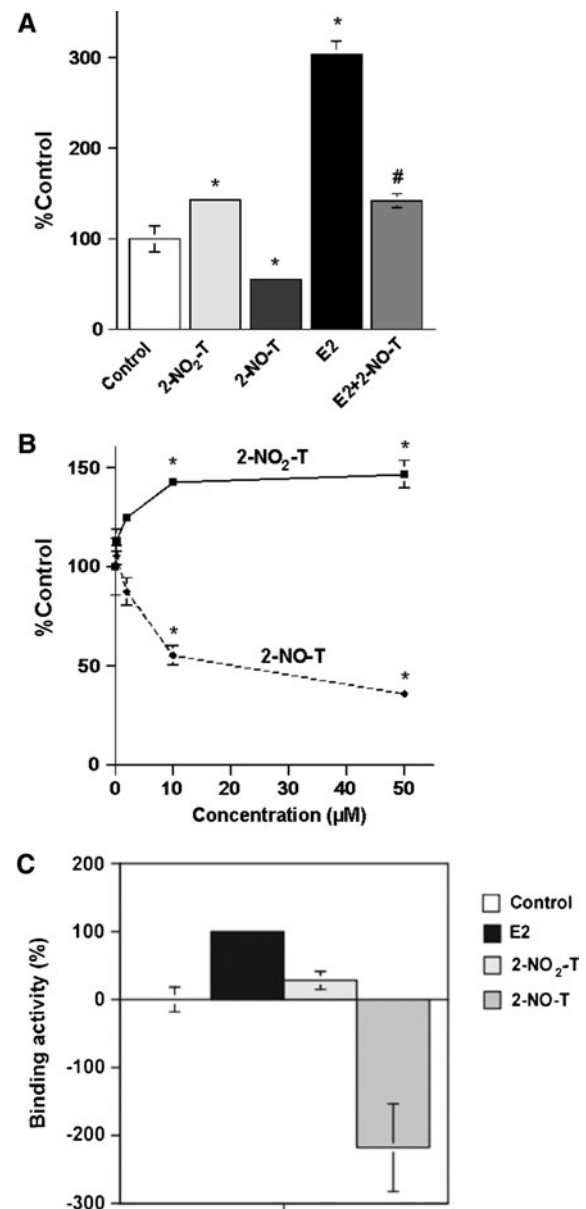 A
*
300
*
#
200
%Control
*
100
0
Control
2-NO₂-T
2-NO-T
E2
E2+2-NO-T
B
150
2-NO₂-T
*
*
100
%Control
*
2-NO-T
50
*
0
0 10 20 30 40 50
Concentration (µM)
C
200
100
0
-100
-200
-300
Binding activity (%)
Control
E2
2-NO₂-T
2-NO-T